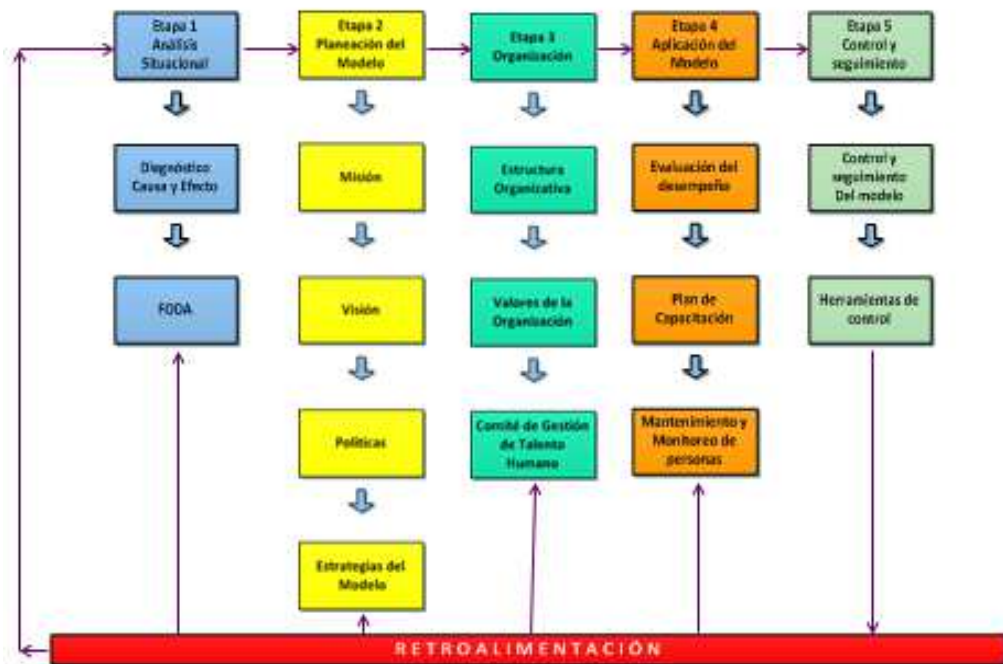 Etapa 1
Análisis
Situacional
Etapa 2
Planeación del
Modelo
Etapa 3
Organización
Etapa 4
Aplicación del
Modelo
Etapa 5
Control y
seguimiento
Diagnóstico
Causa y Efecto
Misión
Estructura
Organizativa
Evaluación del
desempeño
Control y
seguimiento
Del modelo
FODA
Visión
Valores de la
Organización
Plan de
Capacitación
Herramientas de
control
Políticas
Comité de Gestión
de Talento
Humano
Mantenimiento y
Monitoreo de
personas
Estrategias del
Modelo
RETROALIMENTACIÓN